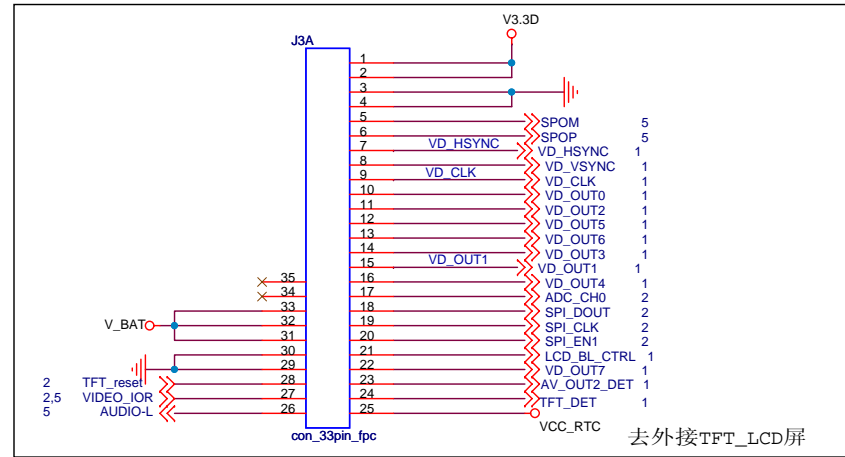 V3.3D
J3A
1
2
3
4
5 SPOM 5
6 SPOP 5
7 VD_HSYNC VD_HSYNC 1
8 VD_VSYNC 1
9 VD_CLK VD_CLK 1
10 VD_OUT0 1
11 VD_OUT2 1
12 VD_OUT5 1
13 VD_OUT6 1
14 VD_OUT3 1
15 VD_OUT1 VD_OUT1 1
35 16 VD_OUT4 1
34 17 ADC_CH0 2
33 18 SPI_DOUT 2
V_BAT 32 19 SPI_CLK 2
31 20 SPI_EN1 2
30 21 LCD_BL_CTRL 1
29 22 VD_OUT7 1
2 TFT_reset 28 23 AV_OUT2_DET 1
2,5 VIDEO_IOR 27 24 TFT_DET 1
5 AUDIO-L 26 25 VCC_RTC
con_33pin_fpc
去外接TFT_LCD屏